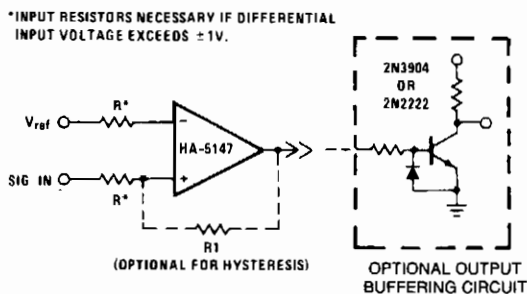 *INPUT RESISTORS NECESSARY IF DIFFERENTIAL
INPUT VOLTAGE EXCEEDS ±1V.
2N3904
OR
2N2222
R*
Vref
−
HA-5147
SIG IN
+
R*
R1
(OPTIONAL FOR HYSTERESIS)
OPTIONAL OUTPUT
BUFFERING CIRCUIT